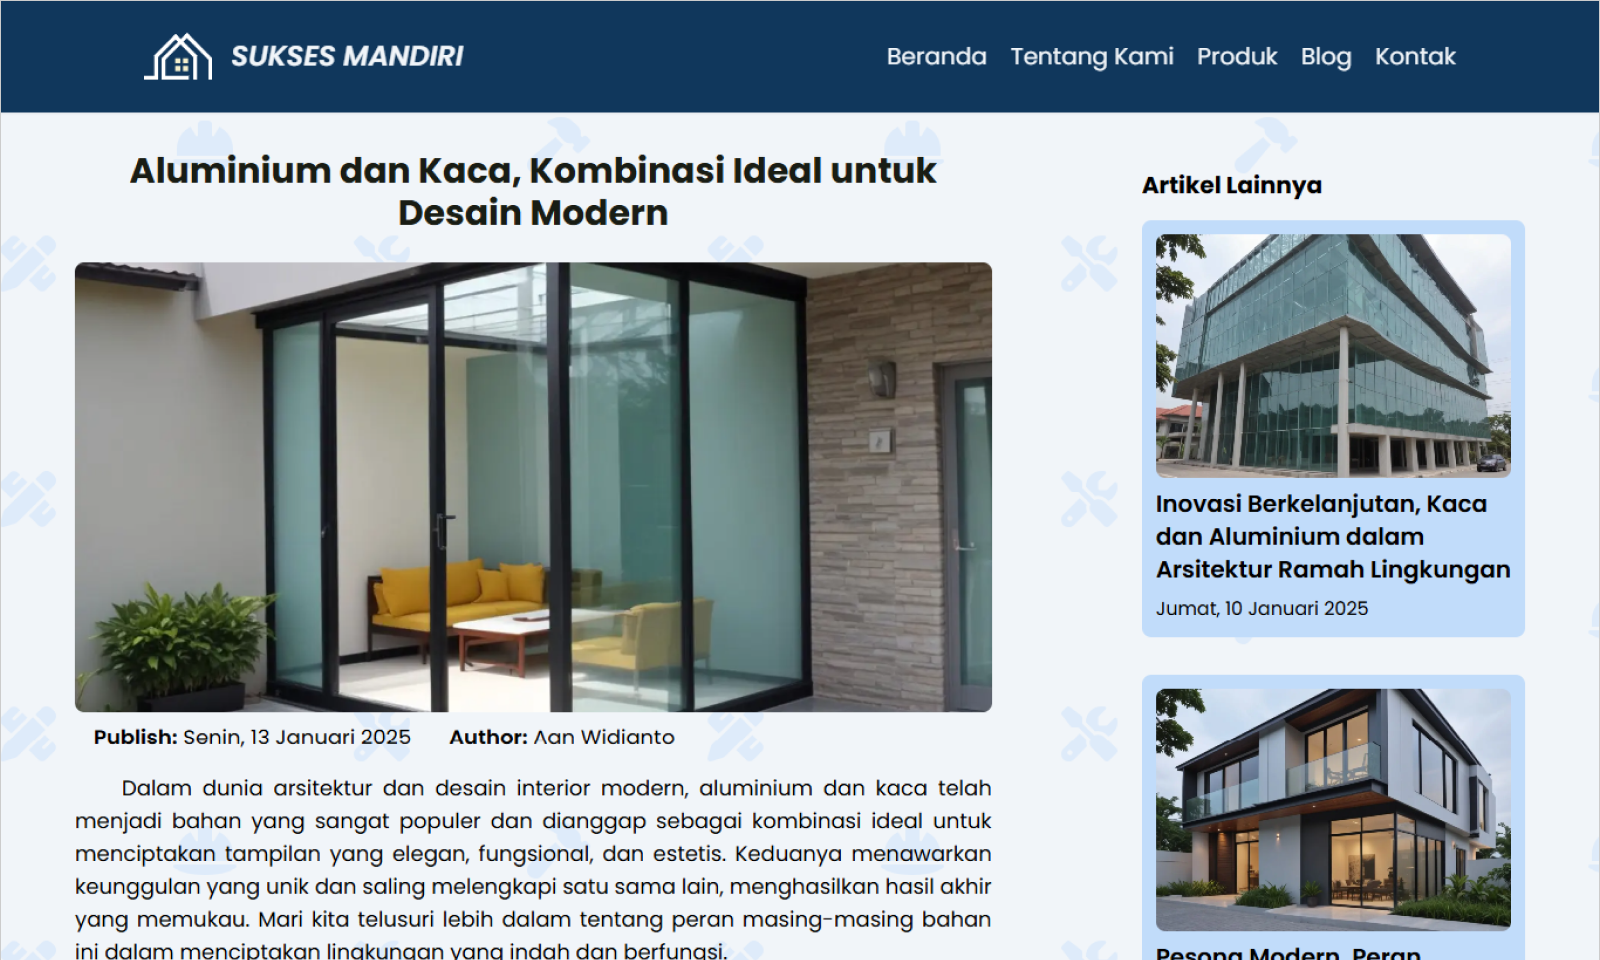 SUKSES MANDIRI
Beranda Tentang Kami Produk Blog Kontak
Aluminium dan Kaca, Kombinasi Ideal untuk
Desain Modern
Publish: Senin, 13 Januari 2025 Author: Aan Widianto
Dalam dunia arsitektur dan desain interior modern, aluminium dan kaca telah
menjadi bahan yang sangat populer dan dianggap sebagai kombinasi ideal untuk
menciptakan tampilan yang elegan, fungsional, dan estetis. Keduanya menawarkan
keunggulan yang unik dan saling melengkapi satu sama lain, menghasilkan hasil akhir
yang memukau. Mari kita telusuri lebih dalam tentang peran masing-masing bahan
ini dalam menciptakan lingkungan yang indah dan berfungsi.
Artikel Lainnya
Inovasi Berkelanjutan, Kaca
dan Aluminium dalam
Arsitektur Ramah Lingkungan
Jumat, 10 Januari 2025
Pesona Modern, Peran